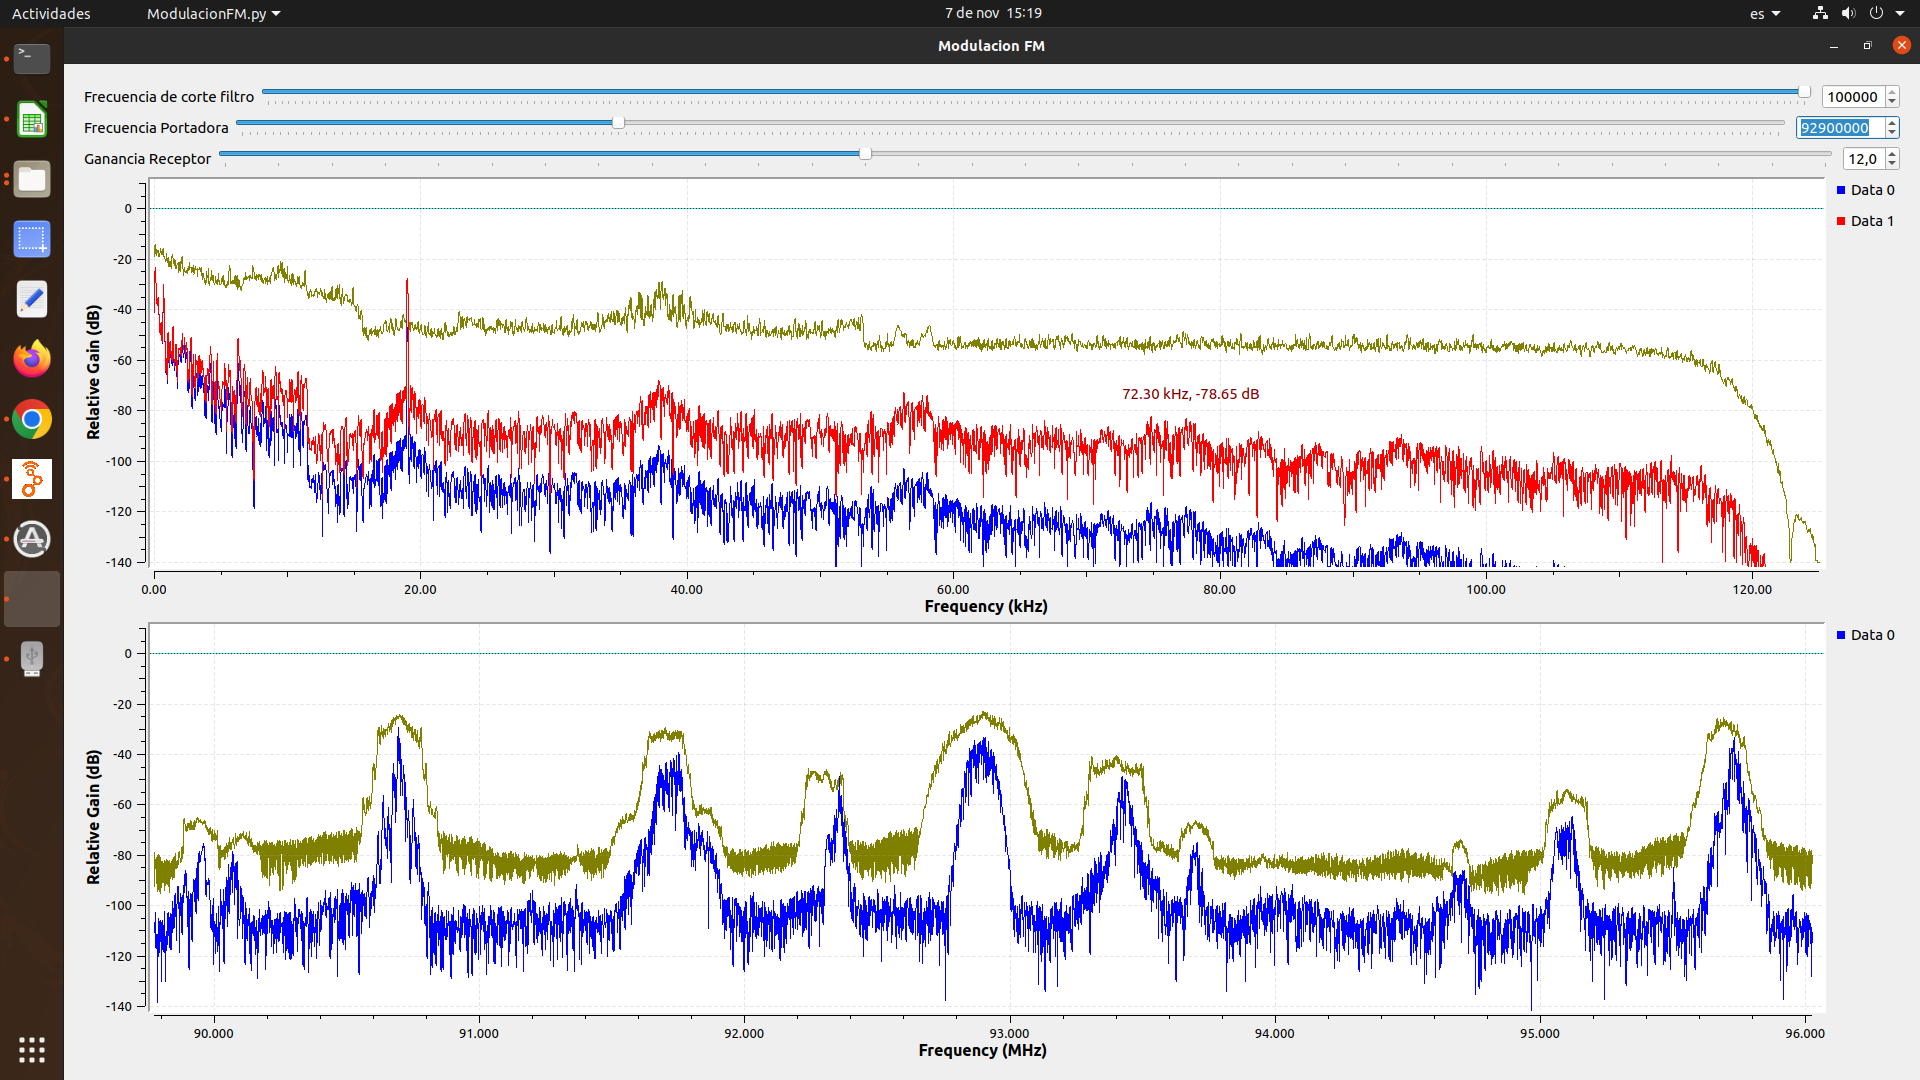 Actividades
ModulacionFM.py
7 de nov 15:19
es
Modulacion FM
Frecuencia de corte filtro
100000
Frecuencia Portadora
92900000
Ganancia Receptor
12,0
Data 0
Data 1
Relative Gain (dB)
0
-20
-40
-60
-80
-100
-120
-140
72.30 kHz, -78.65 dB
0.00
20.00
40.00
60.00
80.00
100.00
120.00
Frequency (kHz)
Data 0
Relative Gain (dB)
0
-20
-40
-60
-80
-100
-120
-140
90.000
91.000
92.000
93.000
94.000
95.000
96.000
Frequency (MHz)